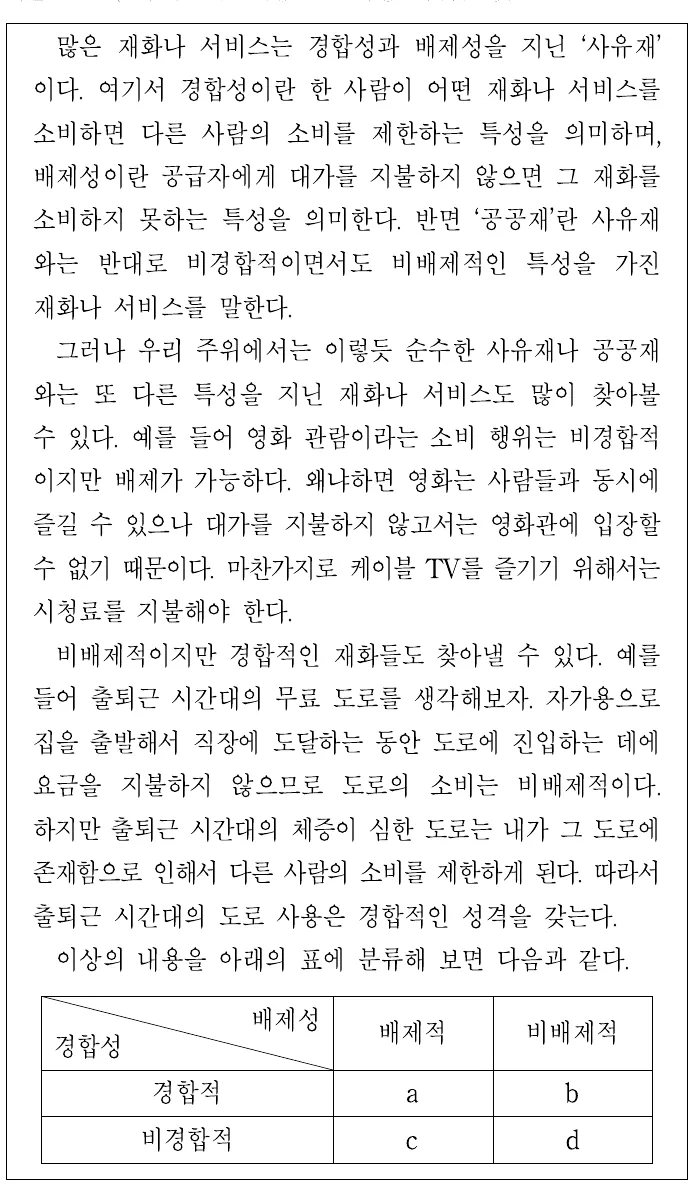 많은 재화나 서비스는 경합성과 배제성을 지닌 ‘사유재’
이다. 여기서 경합성이란 한 사람이 어떤 재화나 서비스를
소비하면 다른 사람의 소비를 제한하는 특성을 의미하며,
배제성이란 공급자에게 대가를 지불하지 않으면 그 재화를
소비하지 못하는 특성을 의미한다. 반면 ‘공공재’란 사유재
와는 반대로 비경합적이면서도 비배제적인 특성을 가진
재화나 서비스를 말한다.
그러나 우리 주위에서는 이렇듯 순수한 사유재나 공공재
와는 또 다른 특성을 지닌 재화나 서비스도 많이 찾아볼
수 있다. 예를 들어 영화 관람이라는 소비 행위는 비경합적
이지만 배제가 가능하다. 왜냐하면 영화는 사람들과 동시에
즐길 수 있으나 대가를 지불하지 않고서는 영화관에 입장할
수 없기 때문이다. 마찬가지로 케이블 TV를 즐기기 위해서는
시청료를 지불해야 한다.
비배제적이지만 경합적인 재화들도 찾아낼 수 있다. 예를
들어 출퇴근 시간대의 무료 도로를 생각해보자. 자가용으로
집을 출발해서 직장에 도달하는 동안 도로에 진입하는 데에
요금을 지불하지 않으므로 도로의 소비는 비배제적이다.
하지만 출퇴근 시간대의 체증이 심한 도로는 내가 그 도로에
존재함으로 인해서 다른 사람의 소비를 제한하게 된다. 따라서
출퇴근 시간대의 도로 사용은 경합적인 성격을 갖는다.
이상의 내용을 아래의 표에 분류해 보면 다음과 같다.
배제성
경합성
배제적 비배제적
경합적 a b
비경합적 c d